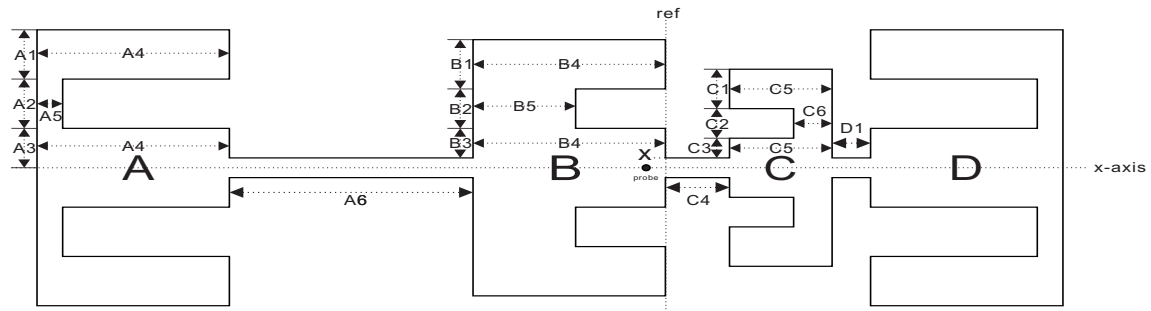 ref
A1
A4
B1
B4
C1
C5
A2
A5
B2
B5
C2
C6
D1
A3
A4
B3
B4
C3
C5
A
B
x
probe
C
D
x-axis
A6
C4